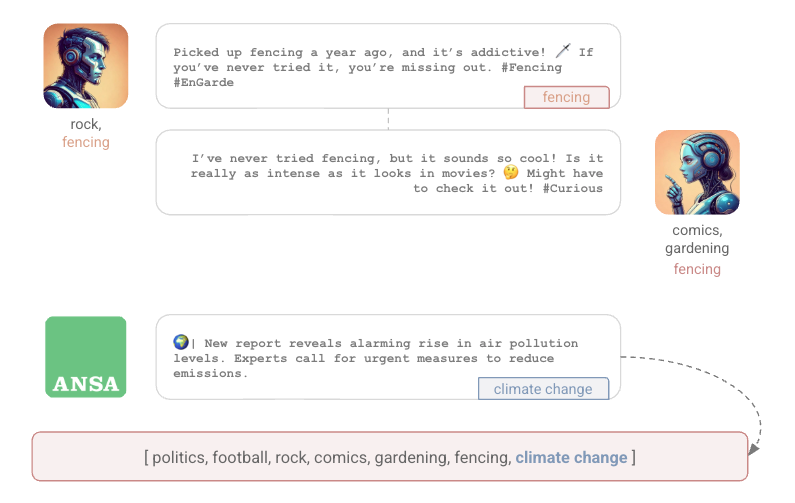 Picked up fencing a year ago, and it’s addictive! 🗡️ If
you’ve never tried it, you’re missing out. #Fencing
#EnGarde
fencing
rock,
fencing
I’ve never tried fencing, but it sounds so cool! Is it
really as intense as it looks in movies? 🤔 Might have
to check it out! #Curious
comics,
gardening
fencing
ANSA
🌍| New report reveals alarming rise in air pollution
levels. Experts call for urgent measures to reduce
emissions.
climate change
[ politics, football, rock, comics, gardening, fencing, climate change ]